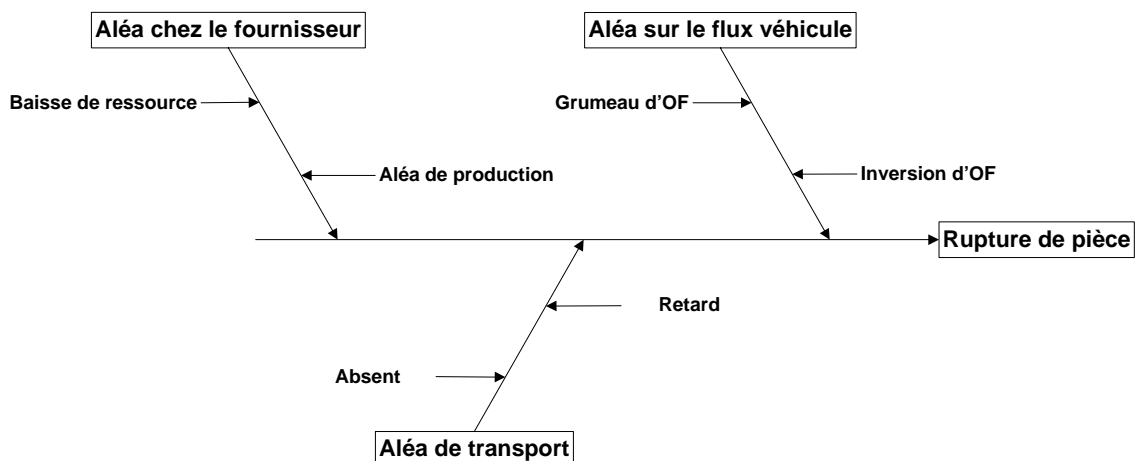 Aléa chez le fournisseur
Aléa sur le flux véhicule
Baisse de ressource
Grumeau d’OF
Aléa de production
Inversion d’OF
Rupture de pièce
Retard
Absent
Aléa de transport